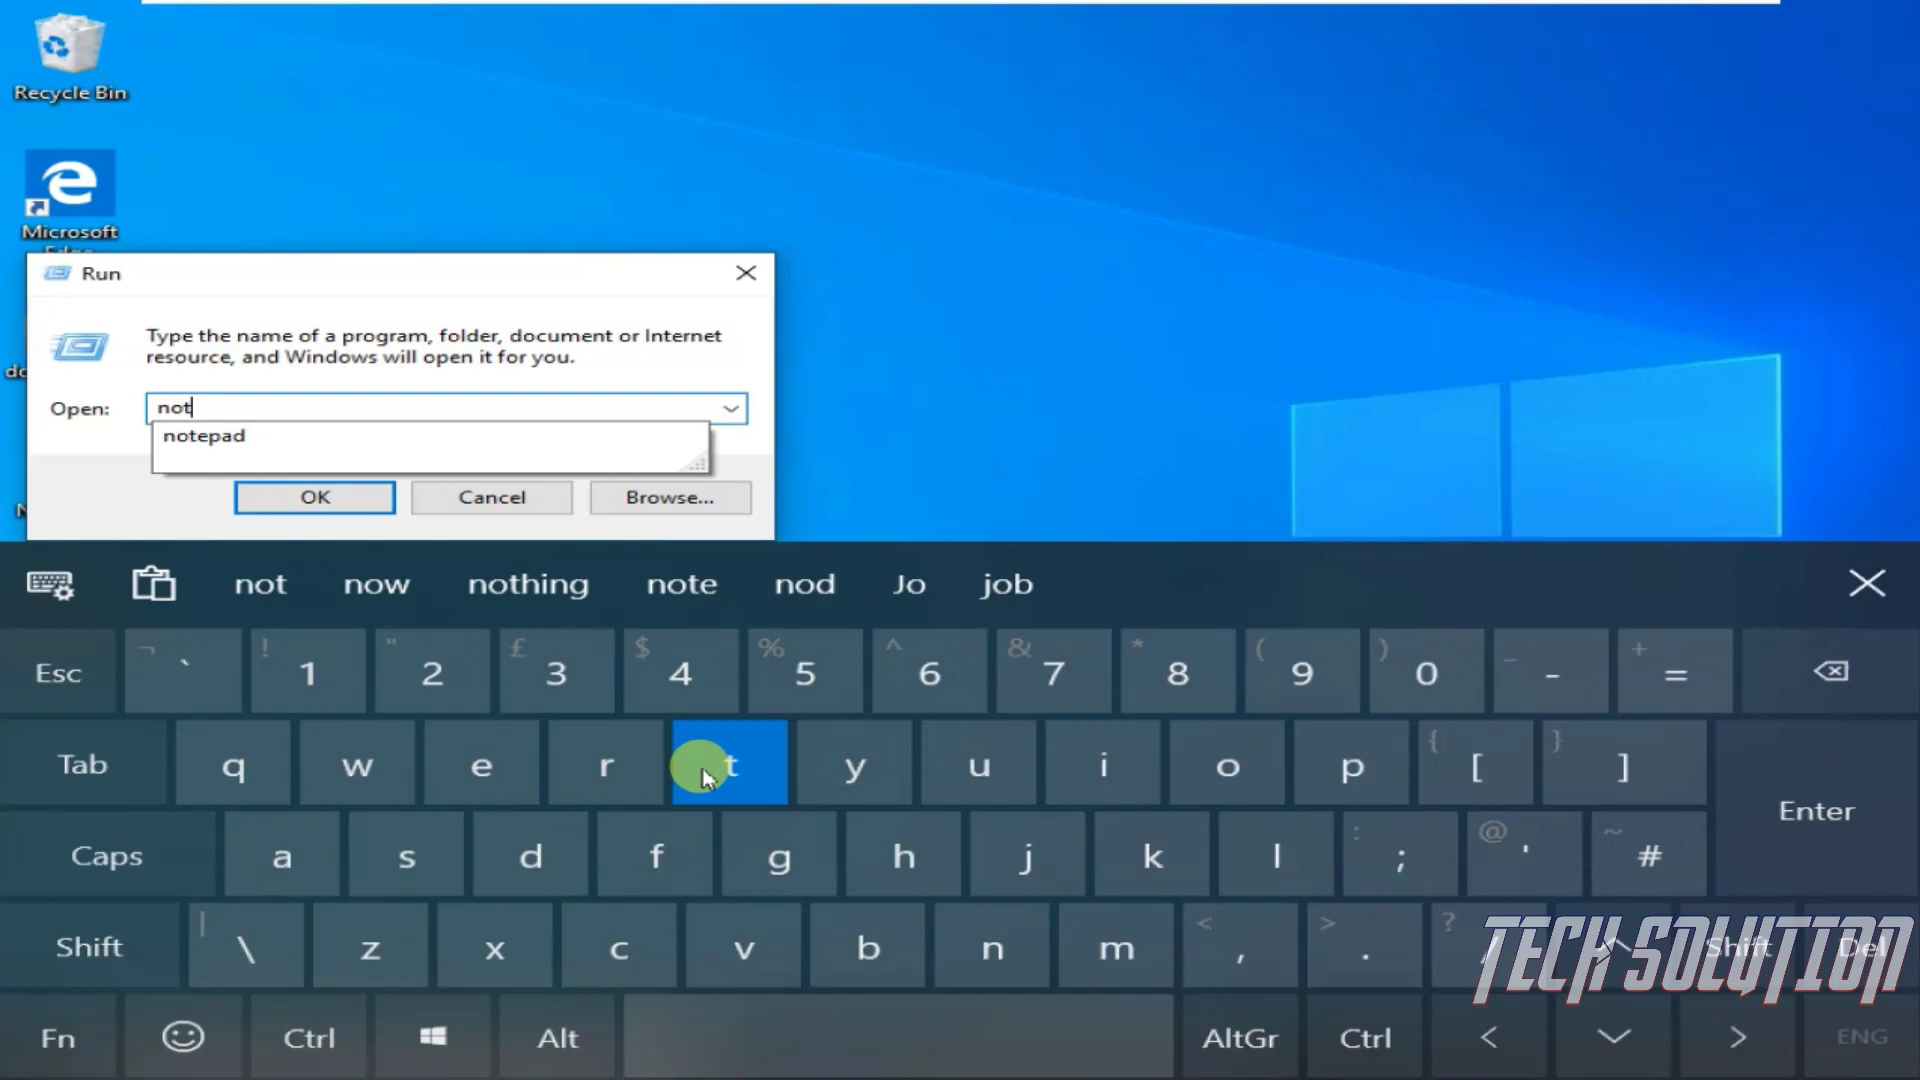 Recycle Bin
Microsoft
Edge
Run
Type the name of a program, folder, document or Internet
resource, and Windows will open it for you.
Open:
not
notepad
OK Cancel Browse...
not now nothing note nod Jo job
Esc ¬ ` ! 1 " 2 £ 3 $ 4 % 5 ^ 6 & 7 * 8 ( 9 ) 0 _ - + =
Tab q w e r t y u i o p { [ } ]
Enter
Caps a s d f g h j k l : ; @ ' ~ #
Shift | \ z x c v b n m < , > . ? / Shift Del
TECH SOLUTION
Fn Ctrl Alt AltGr Ctrl ENG